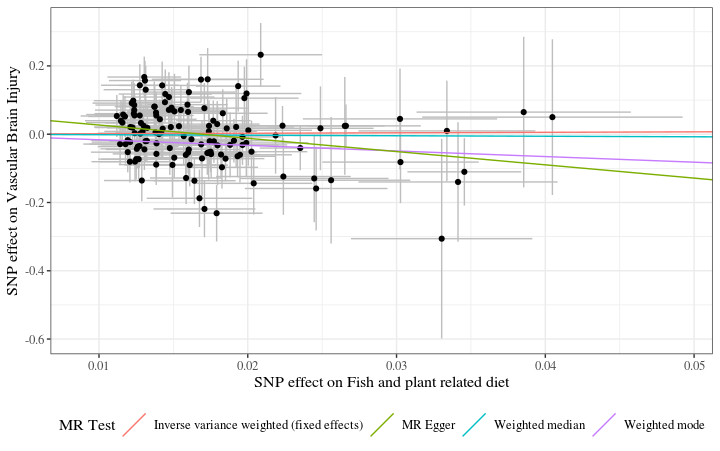 SNP effect on Vascular Brain Injury
0.2
0.0
-0.2
-0.4
-0.6
0.01 0.02 0.03 0.04 0.05
SNP effect on Fish and plant related diet
MR Test Inverse variance weighted (fixed effects) MR Egger Weighted median Weighted mode